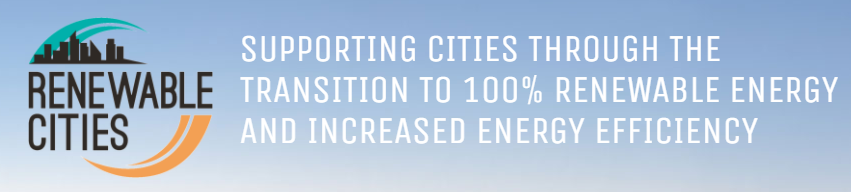 RENEWABLE
CITIES
SUPPORTING CITIES THROUGH THE
TRANSITION TO 100% RENEWABLE ENERGY
AND INCREASED ENERGY EFFICIENCY